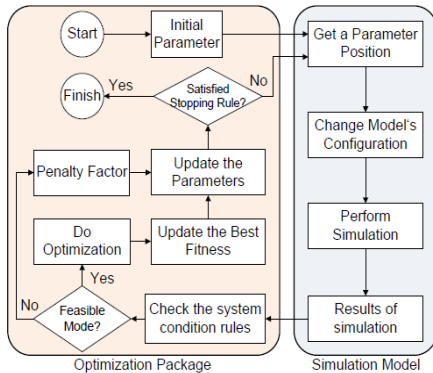 Start
Initial
Parameter
Get a Parameter
Position
Finish
Yes
Satisfied
Stopping Rule?
No
Change Model's
Configuration
Penalty Factor
Update the
Parameters
Do
Optimization
Update the Best
Fitness
Perform
Simulation
Yes
No
Feasible
Mode?
Check the system
condition rules
Results of
simulation
Optimization Package
Simulation Model